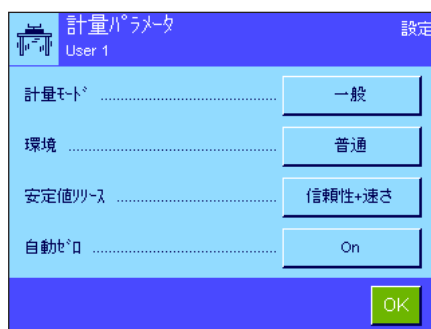 計量ﾊﾟﾗﾒｰﾀ 設定
User 1
計量ﾓｰﾄﾞ ........................................ 一般
環境 ............................................... 普通
安定値ﾘﾘｰｽ .................................... 信頼性+速さ
自動ｾﾞﾛ .......................................... On
OK